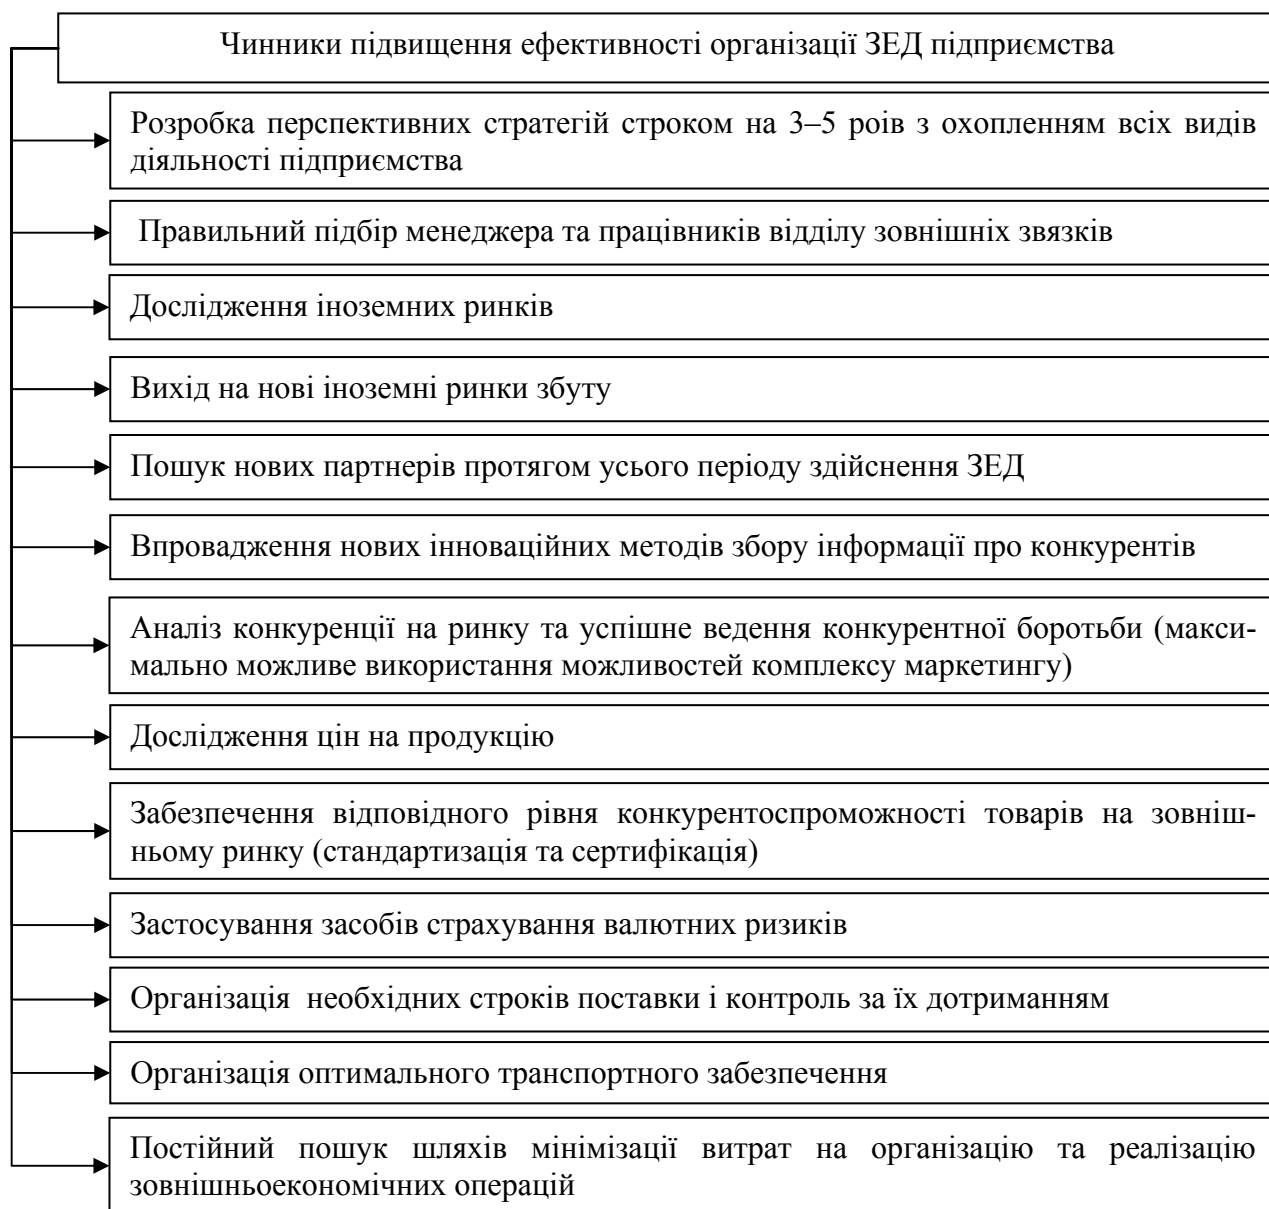 Чинники підвищення ефективності організації ЗЕД підприємства
Розробка перспективних стратегій строком на 3–5 роів з охопленням всіх видів
діяльності підприємства
Правильний підбір менеджера та працівників відділу зовнішніх звязків
Дослідження іноземних ринків
Вихід на нові іноземні ринки збуту
Пошук нових партнерів протягом усього періоду здійснення ЗЕД
Впровадження нових інноваційних методів збору інформації про конкурентів
Аналіз конкуренції на ринку та успішне ведення конкурентної боротьби (макси-
мально можливе використання можливостей комплексу маркетингу)
Дослідження цін на продукцію
Забезпечення відповідного рівня конкурентоспроможності товарів на зовніш-
ньому ринку (стандартизація та сертифікація)
Застосування засобів страхування валютних ризиків
Організація  необхідних строків поставки і контроль за їх дотриманням
Організація оптимального транспортного забезпечення
Постійний пошук шляхів мінімізації витрат на організацію та реалізацію
зовнішньоекономічних операцій